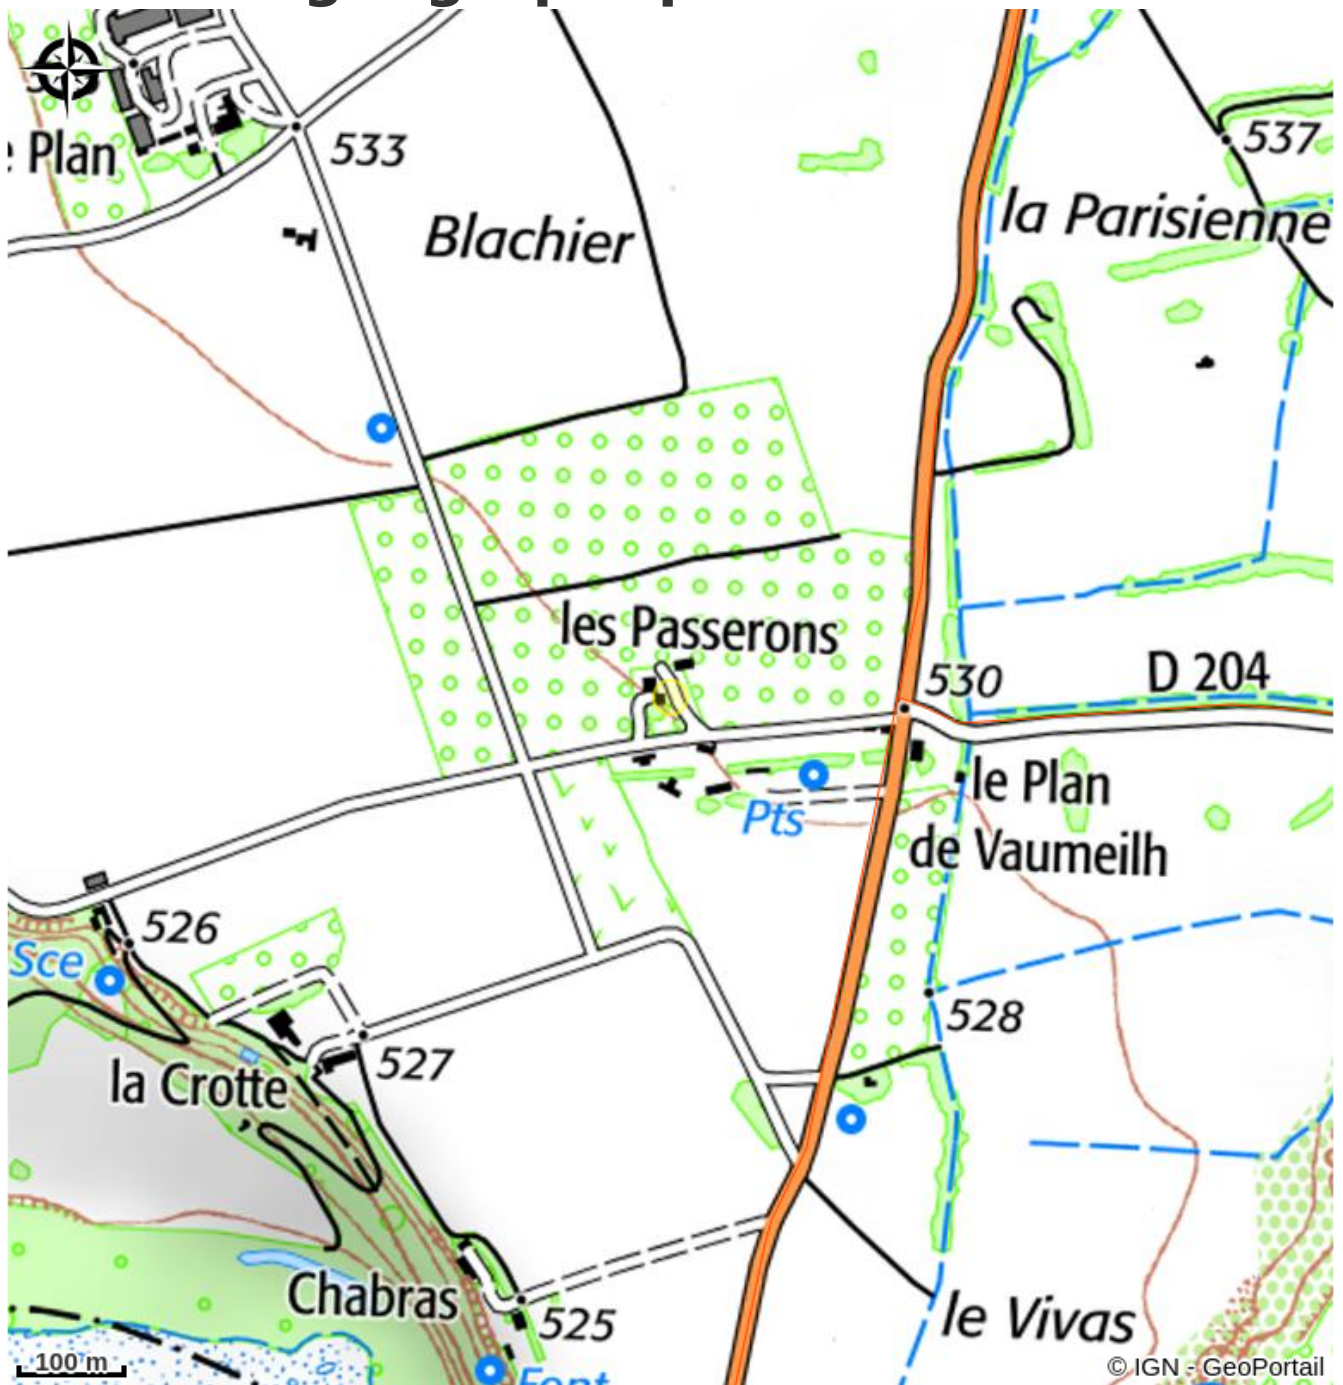 533
537
Plan
la Parisienne
Blachier
les Passerons
530
D 204
le Plan
Pts
de Vaumeilh
526
Sce
528
527
la Crotte
Chabras
525
le Vivas
100 m
© IGN - GeoPortail